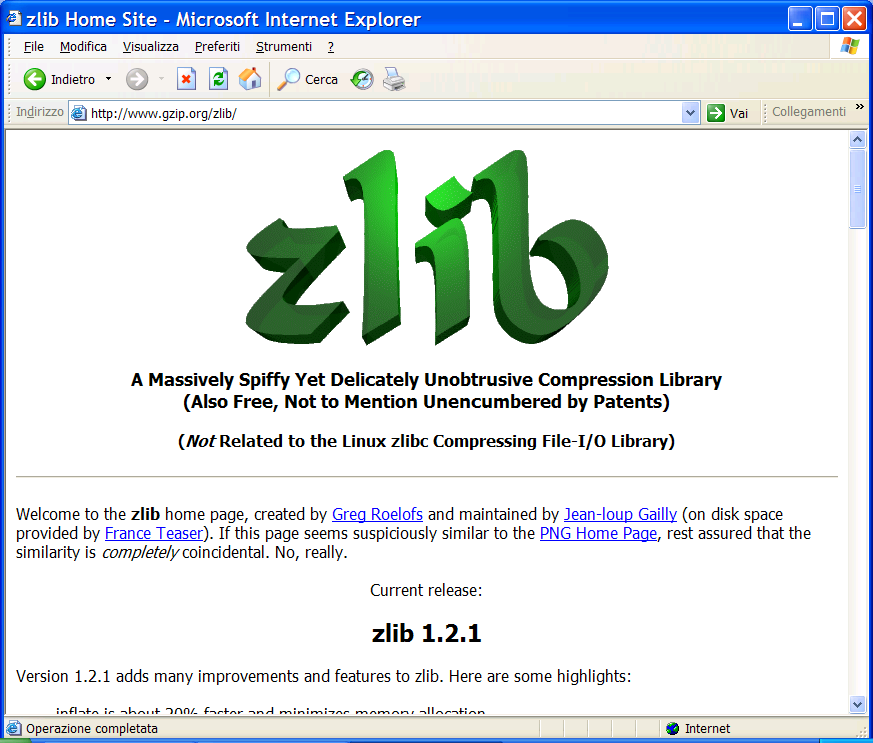 zlib Home Site - Microsoft Internet Explorer
File Modifica Visualizza Preferiti Strumenti ?
Indietro Cerca
Indirizzo http://www.gzip.org/zlib/ Vai Collegamenti »
zlib
A Massively Spiffy Yet Delicately Unobtrusive Compression Library
(Also Free, Not to Mention Unencumbered by Patents)
(Not Related to the Linux zlibc Compressing File-I/O Library)
Welcome to the zlib home page, created by Greg Roelofs and maintained by Jean-loup Gailly (on disk space
provided by France Teaser). If this page seems suspiciously similar to the PNG Home Page, rest assured that the
similarity is completely coincidental. No, really.
Current release:
zlib 1.2.1
Version 1.2.1 adds many improvements and features to zlib. Here are some highlights:
inflate is about 20% faster and minimizes memory allocation
Operazione completata Internet